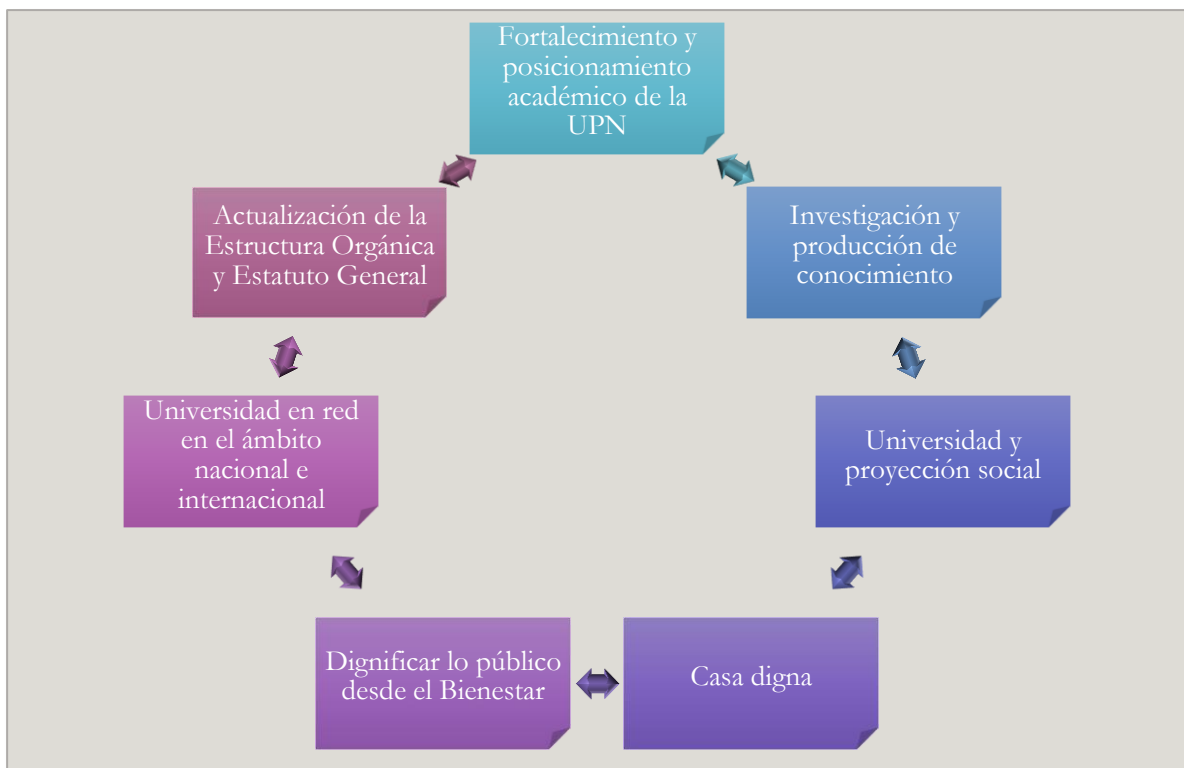 Fortalecimiento y
posicionamiento
académico de la
UPN
Actualización de la
Estructura Orgánica
y Estatuto General
Investigación y
producción de
conocimiento
Universidad en red
en el ámbito
nacional e
internacional
Universidad y
proyección social
Dignificar lo público
desde el Bienestar
Casa digna